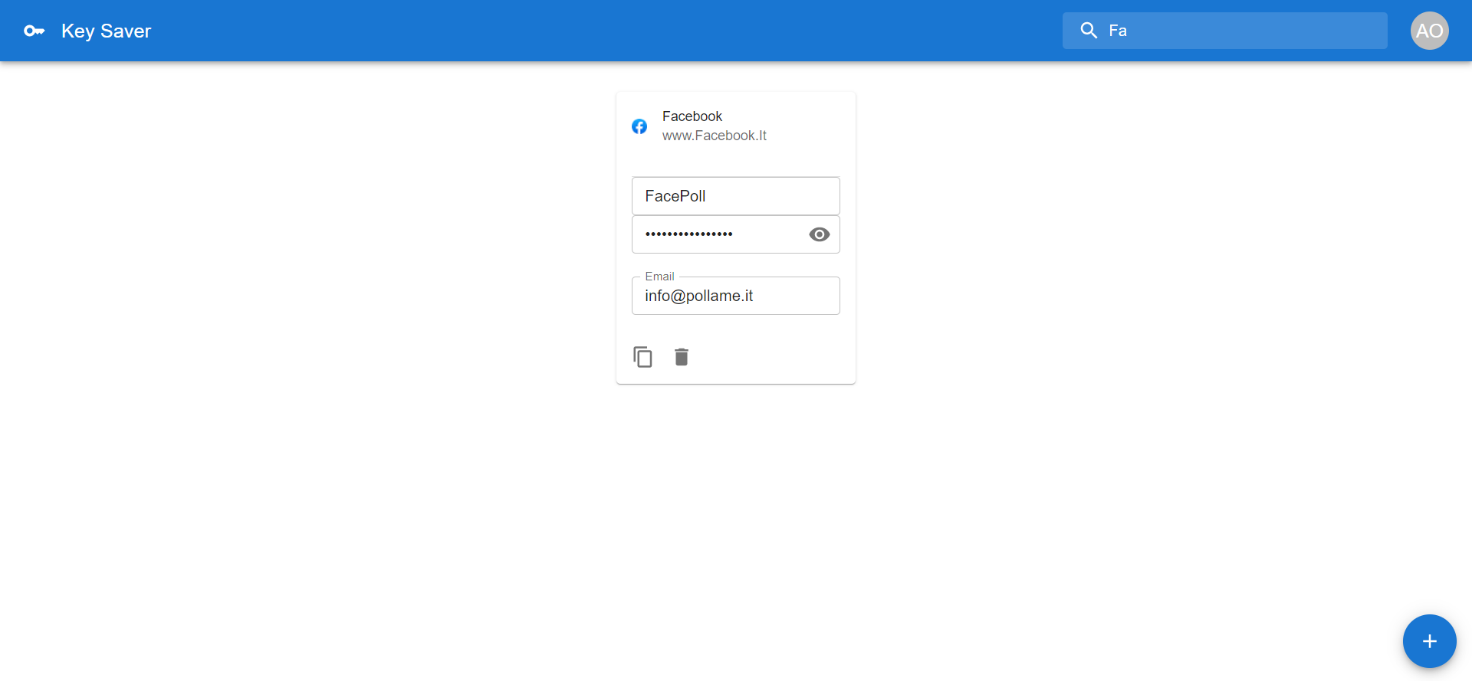 Key Saver
Fa
AO
Facebook
www.Facebook.It
FacePoll
••••••••••••••••
Email
info@pollame.it